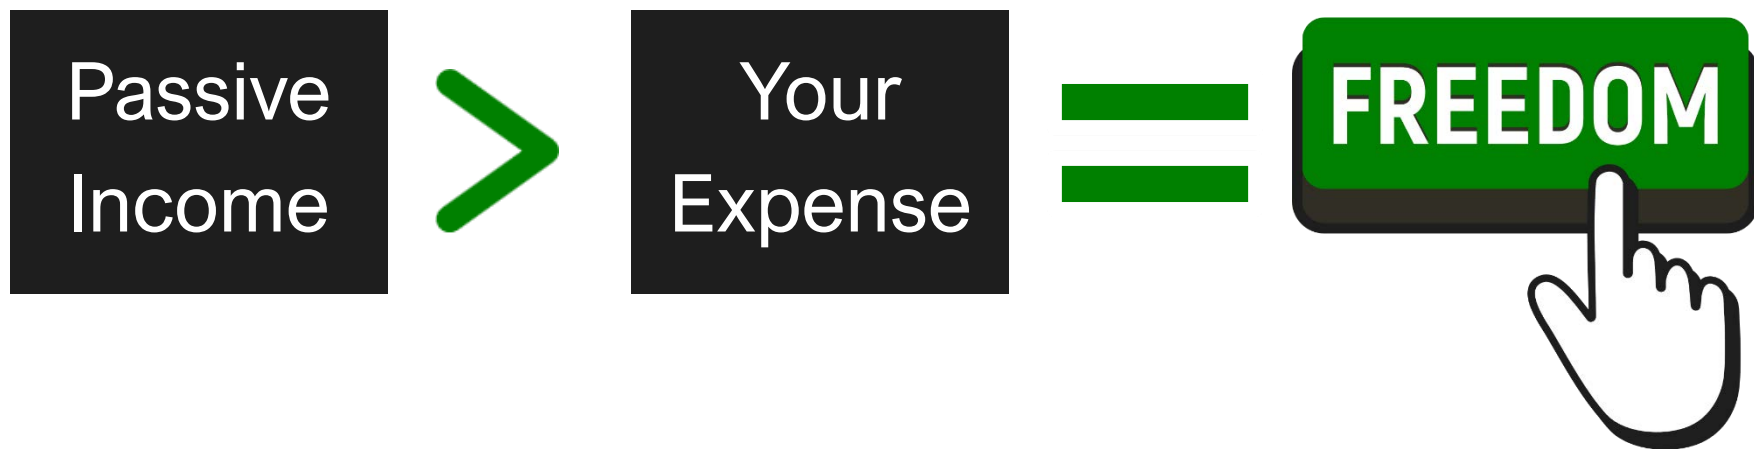 Passive
Income
>
Your
Expense
=
FREEDOM